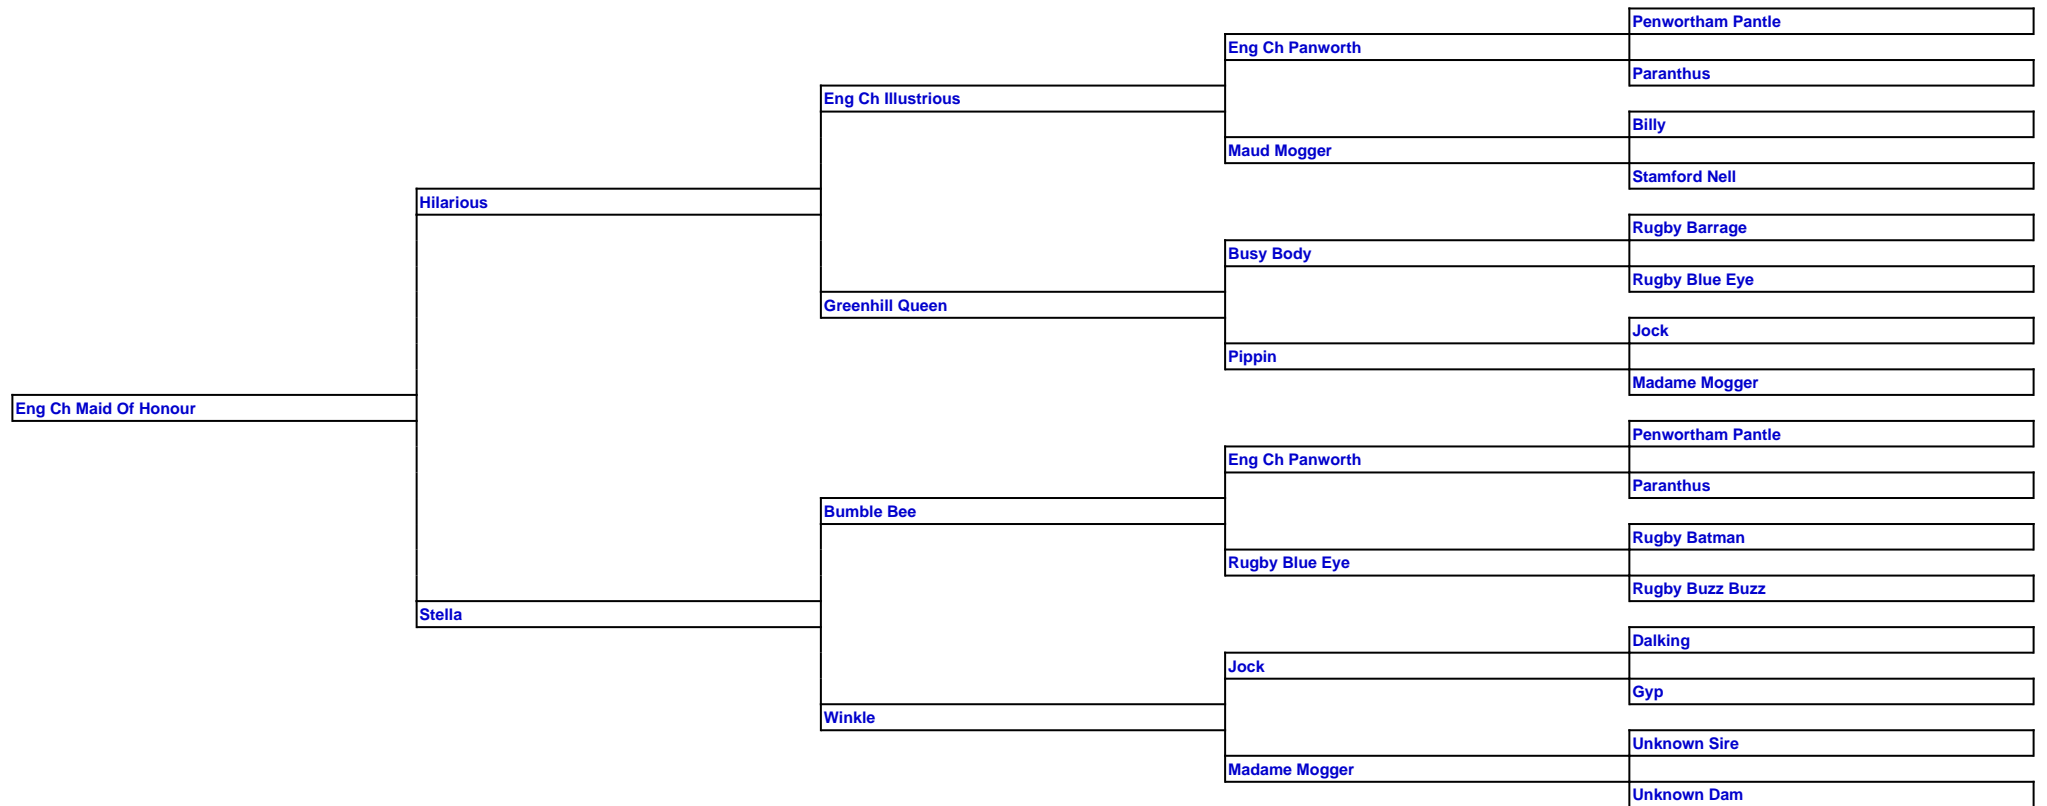 Penwortham Pantle
Eng Ch Panworth
Paranthus
Eng Ch Illustrious
Billy
Maud Mogger
Stamford Nell
Hilarious
Rugby Barrage
Busy Body
Rugby Blue Eye
Greenhill Queen
Jock
Pippin
Madame Mogger
Eng Ch Maid Of Honour
Penwortham Pantle
Eng Ch Panworth
Paranthus
Bumble Bee
Rugby Batman
Rugby Blue Eye
Rugby Buzz Buzz
Stella
Dalking
Jock
Gyp
Winkle
Unknown Sire
Madame Mogger
Unknown Dam